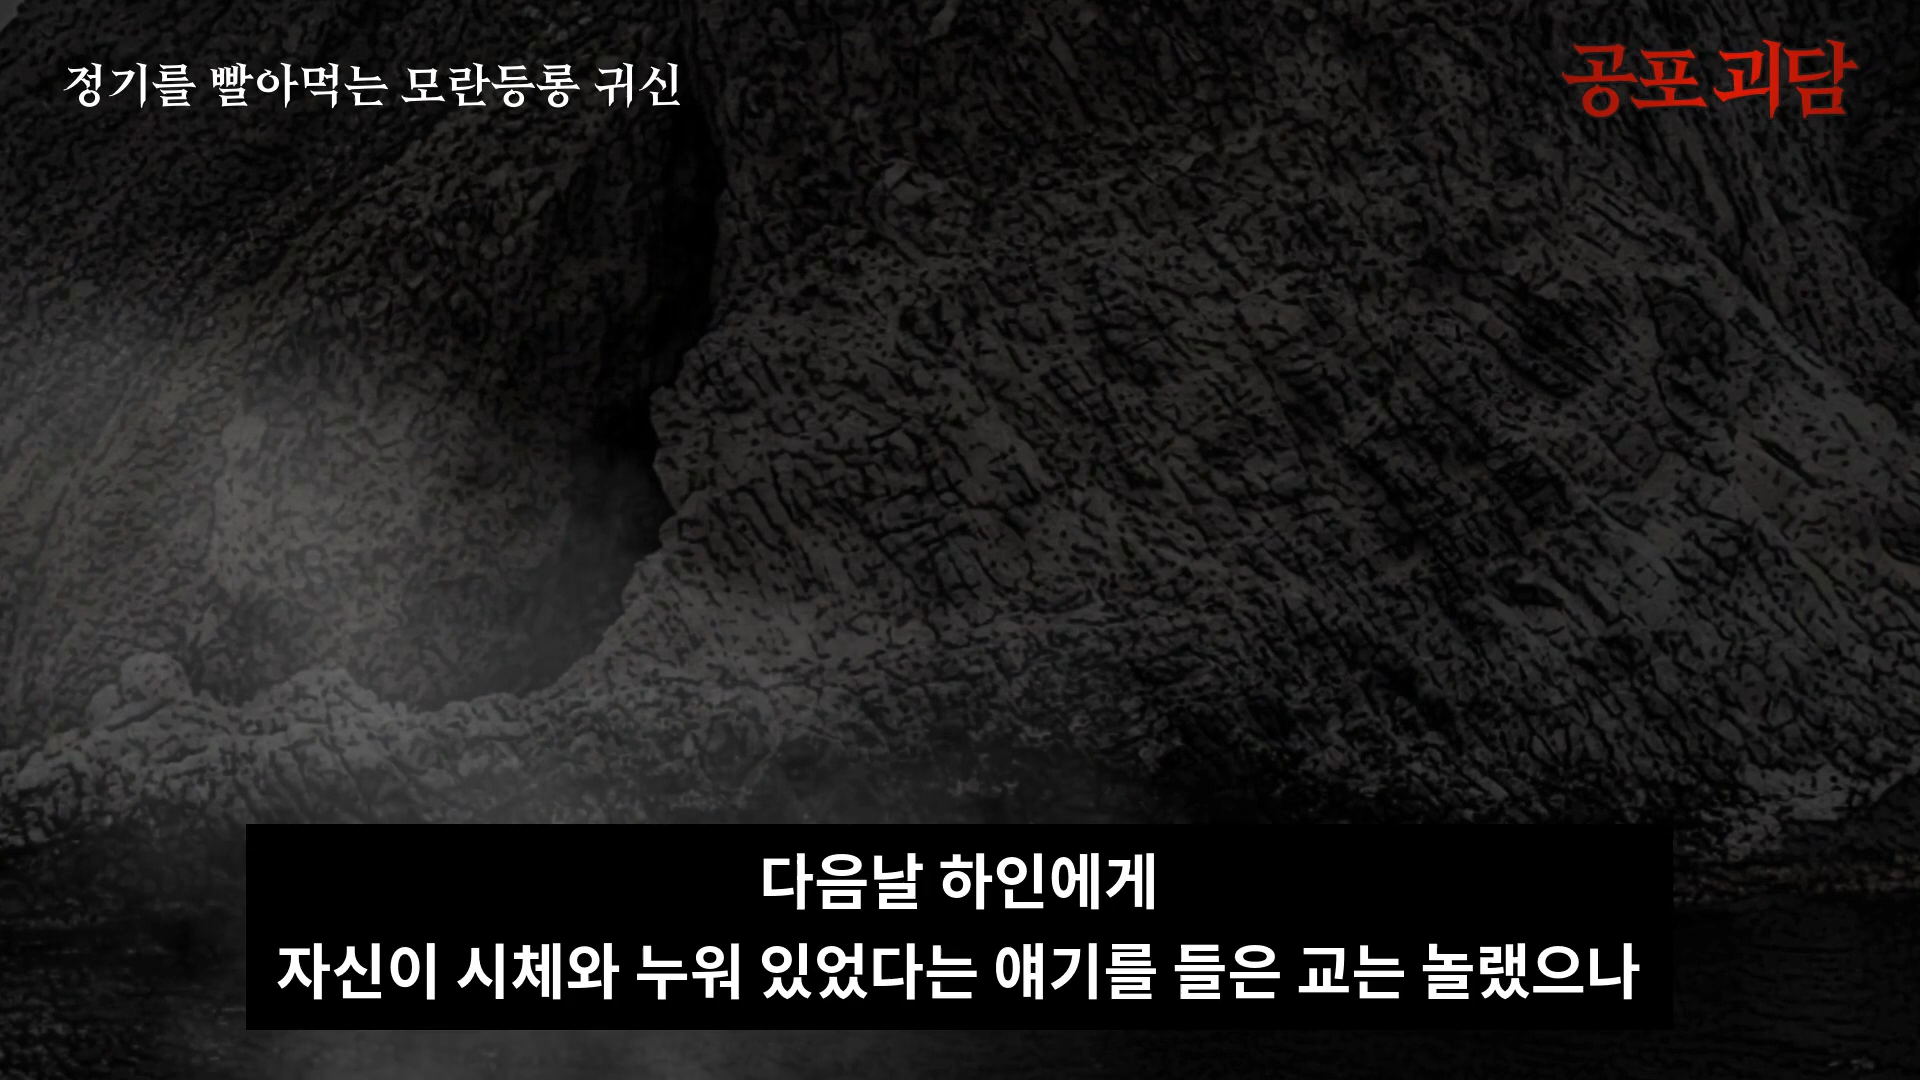 정기를 빨아먹는 모란등롱 귀신
공포 괴담
다음날 하인에게
자신이 시체와 누워 있었다는 얘기를 들은 교는 놀랬으나